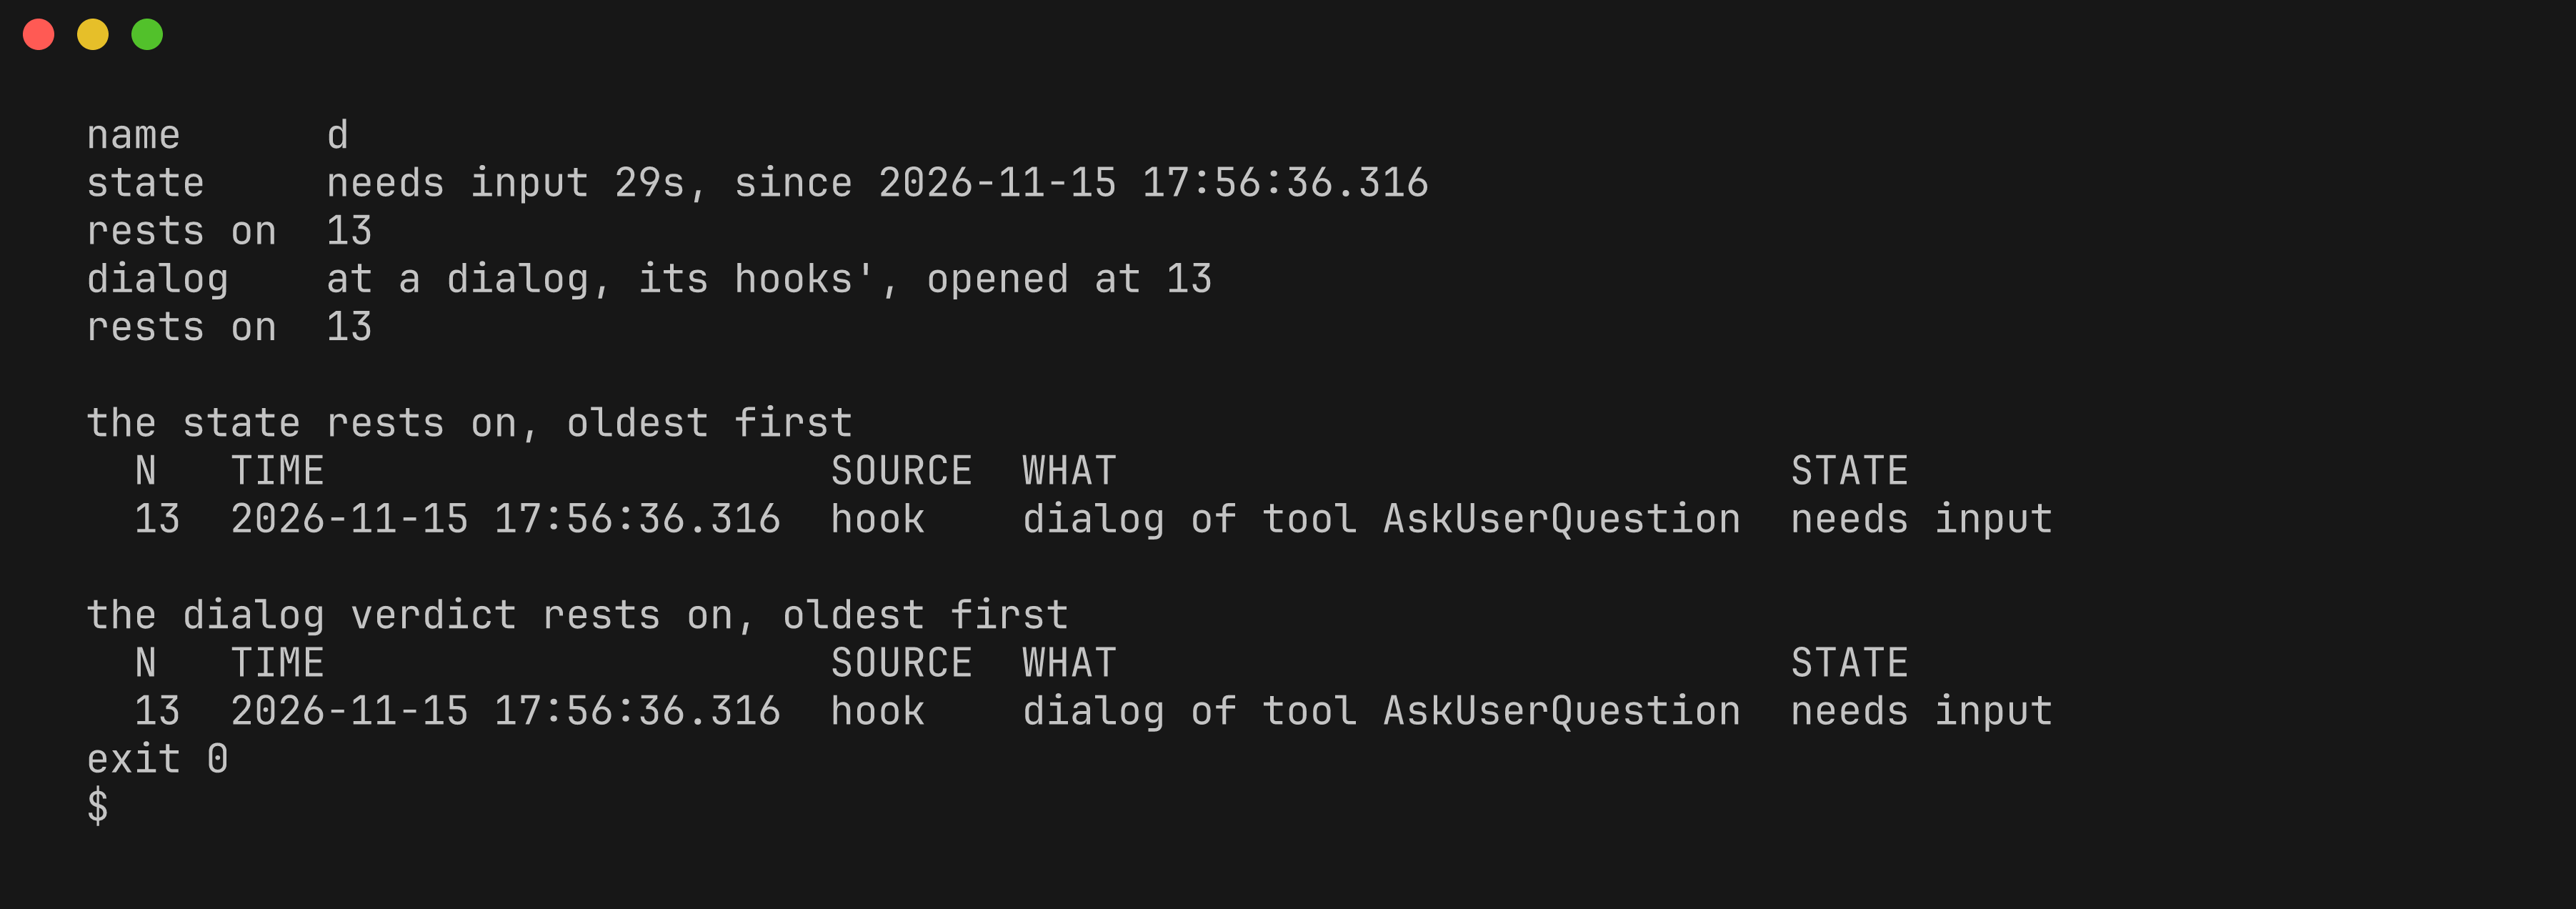 name      d
state     needs input 29s, since 2026-11-15 17:56:36.316
rests on  13
dialog    at a dialog, its hooks', opened at 13
rests on  13

the state rests on, oldest first
  N   TIME                     SOURCE  WHAT                            STATE
  13  2026-11-15 17:56:36.316  hook    dialog of tool AskUserQuestion  needs input

the dialog verdict rests on, oldest first
  N   TIME                     SOURCE  WHAT                            STATE
  13  2026-11-15 17:56:36.316  hook    dialog of tool AskUserQuestion  needs input
exit 0
$